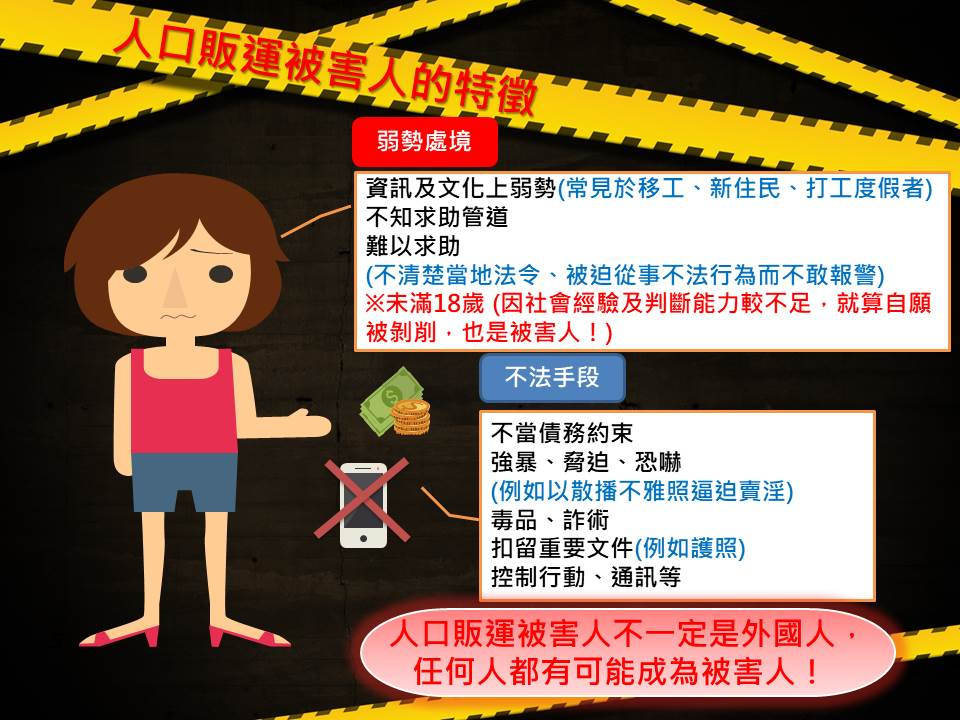 人口販運被害人的特徵
弱勢處境
資訊及文化上弱勢(常見於移工、新住民、打工度假者)
不知求助管道
難以求助
(不清楚當地法令、被迫從事不法行為而不敢報警)
※未滿18歲 (因社會經驗及判斷能力較不足，就算自願
被剝削，也是被害人！)
不法手段
不當債務約束
強暴、脅迫、恐嚇
(例如以散播不雅照逼迫賣淫)
毒品、詐術
扣留重要文件(例如護照)
控制行動、通訊等
人口販運被害人不一定是外國人，
任何人都有可能成為被害人！